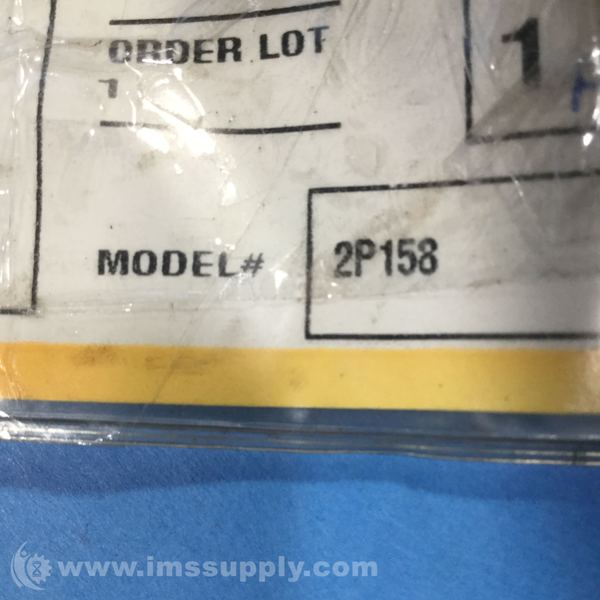 ORDER LOT
1
1
MODEL# 2P158
www.imssupply.com